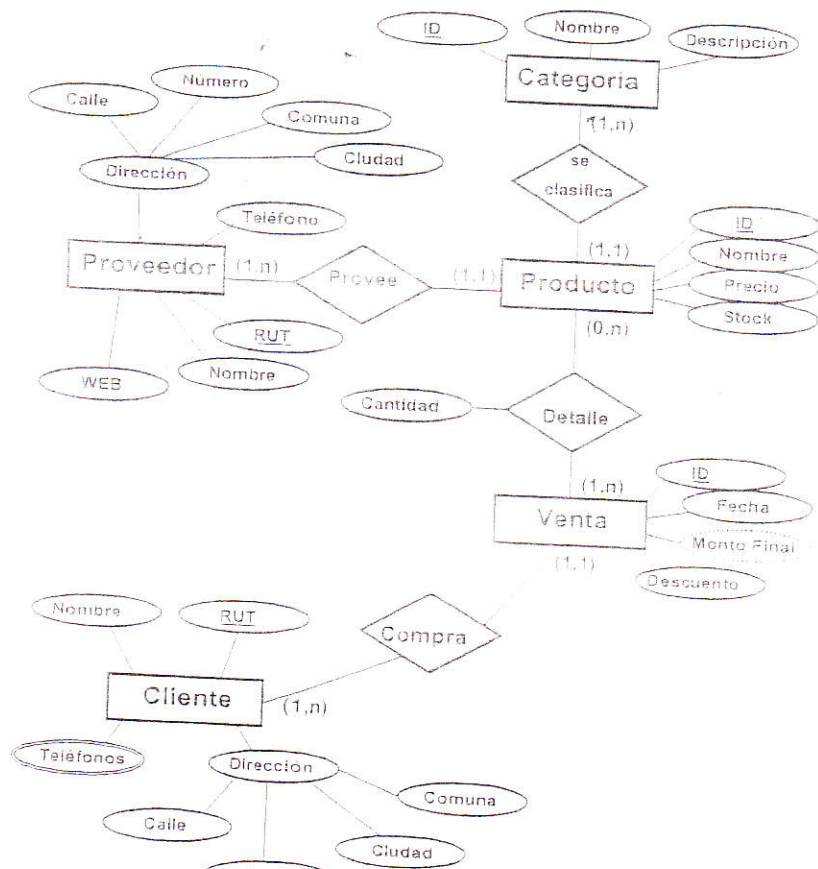 ID
Nombre
Descripción
Categoría
(1,n)
se
clasifica
(1,1)
Calle
Número
Comuna
Ciudad
Dirección
Teléfono
Proveedor
(1,n)
Provee
(1,1)
Producto
ID
Nombre
Precio
Stock
(0,n)
RUT
Nombre
WEB
Cantidad
Detalle
(1,n)
Venta
ID
Fecha
Monto Final
Descuento
(1,1)
Compra
Nombre
RUT
Cliente
(1,n)
Teléfonos
Dirección
Calle
Comuna
Ciudad